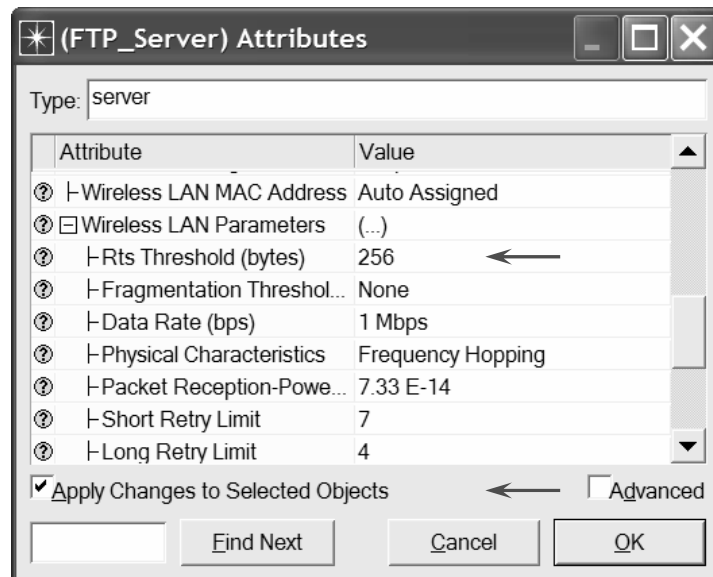 (FTP_Server) Attributes
Type: server
Attribute Value
Wireless LAN MAC Address Auto Assigned
Wireless LAN Parameters (...)
Rts Threshold (bytes) 256
Fragmentation Threshol... None
Data Rate (bps) 1 Mbps
Physical Characteristics Frequency Hopping
Packet Reception-Powe... 7.33 E-14
Short Retry Limit 7
Long Retry Limit 4
Apply Changes to Selected Objects Advanced
Find Next Cancel OK